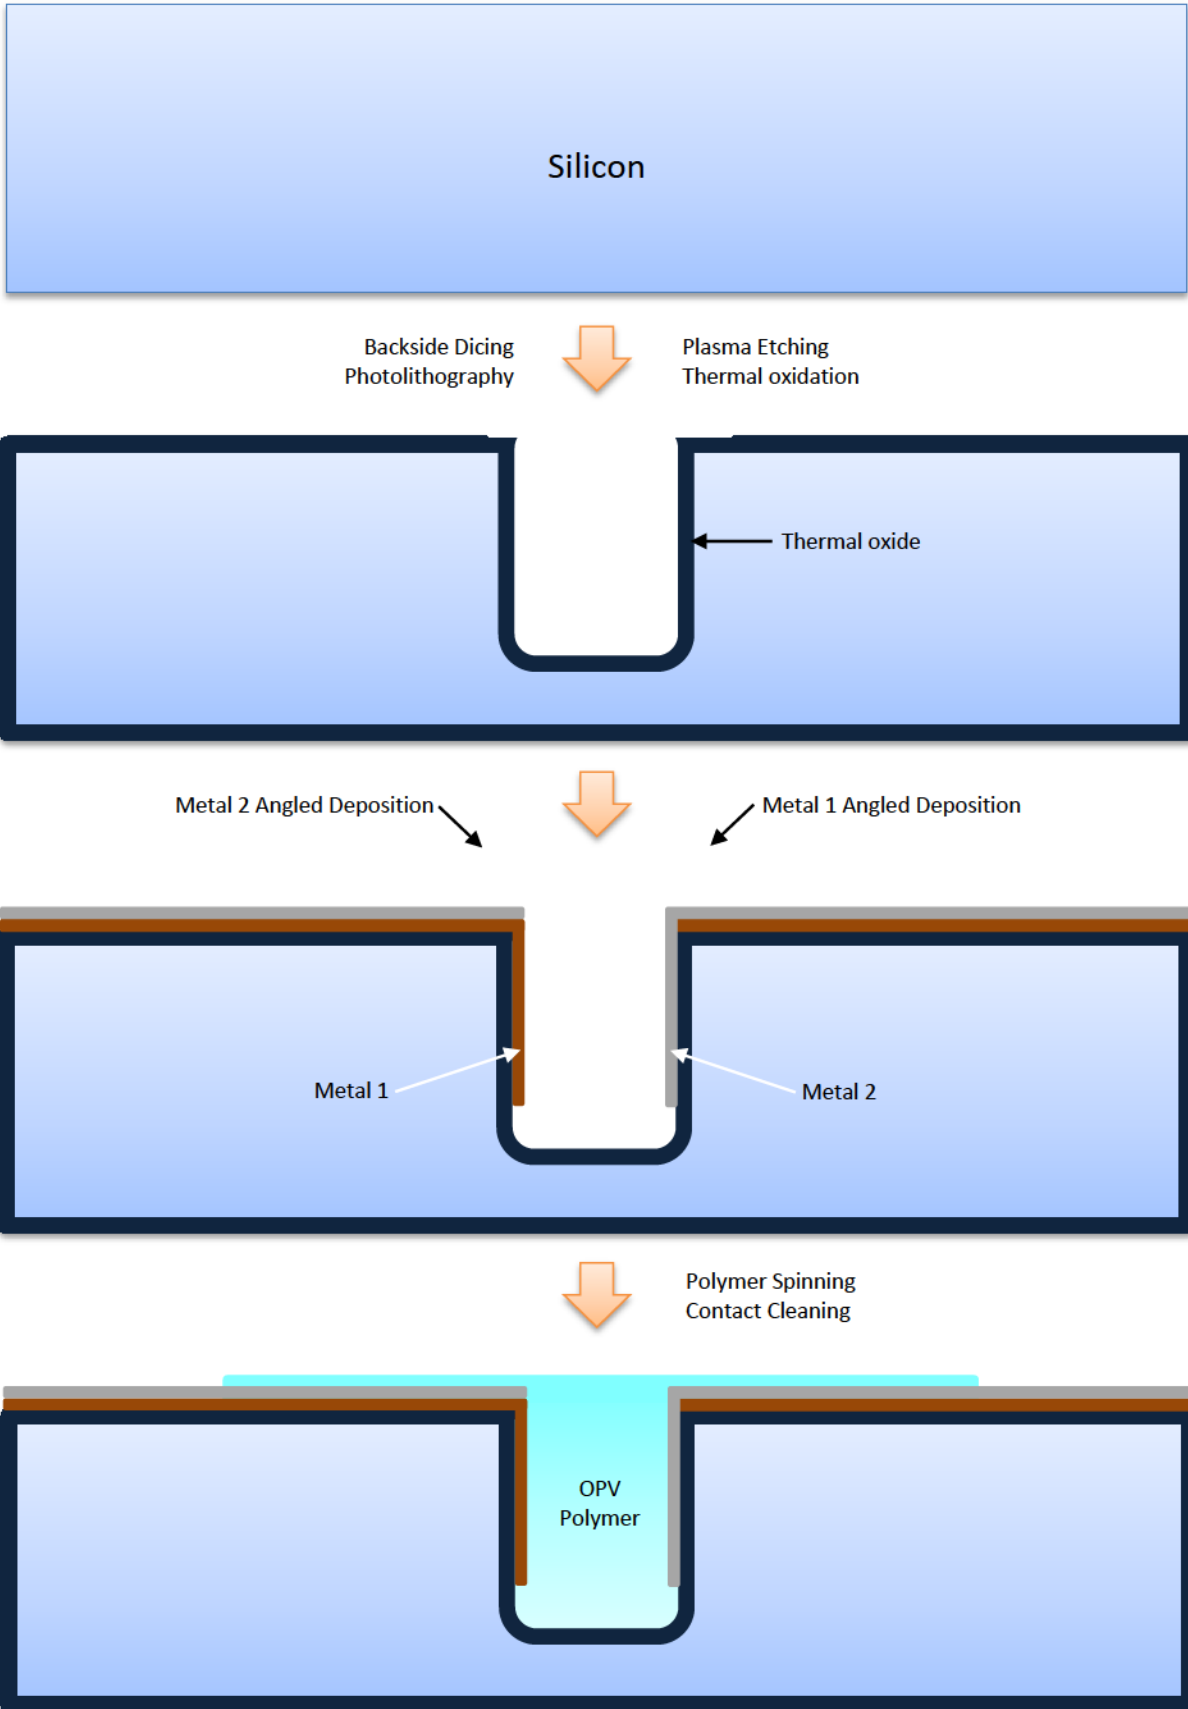 Silicon
Backside Dicing
Photolithography
Plasma Etching
Thermal oxidation
Thermal oxide
Metal 2 Angled Deposition
Metal 1 Angled Deposition
Metal 1
Metal 2
Polymer Spinning
Contact Cleaning
OPV
Polymer